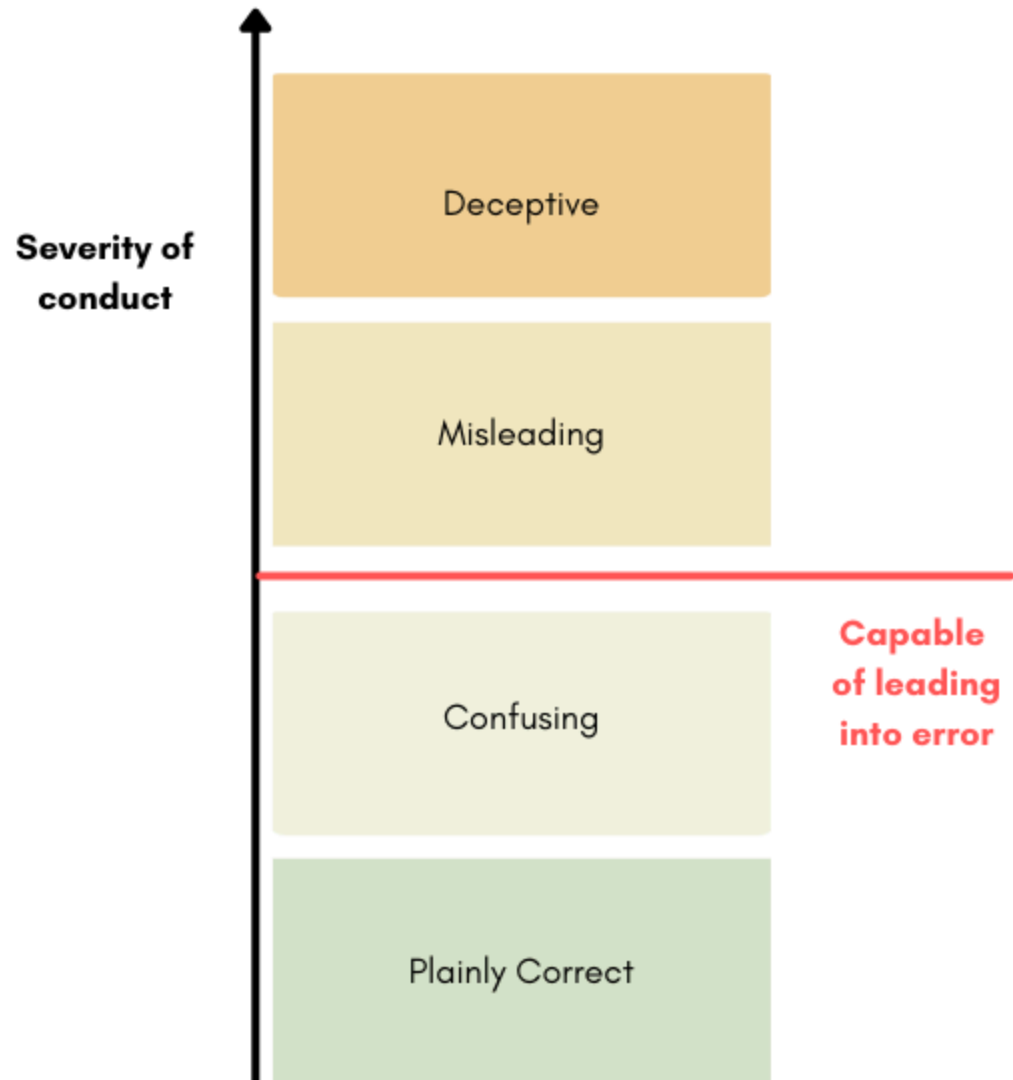 Deceptive
Severity of
conduct
Misleading
Capable
of leading
into error
Confusing
Plainly Correct